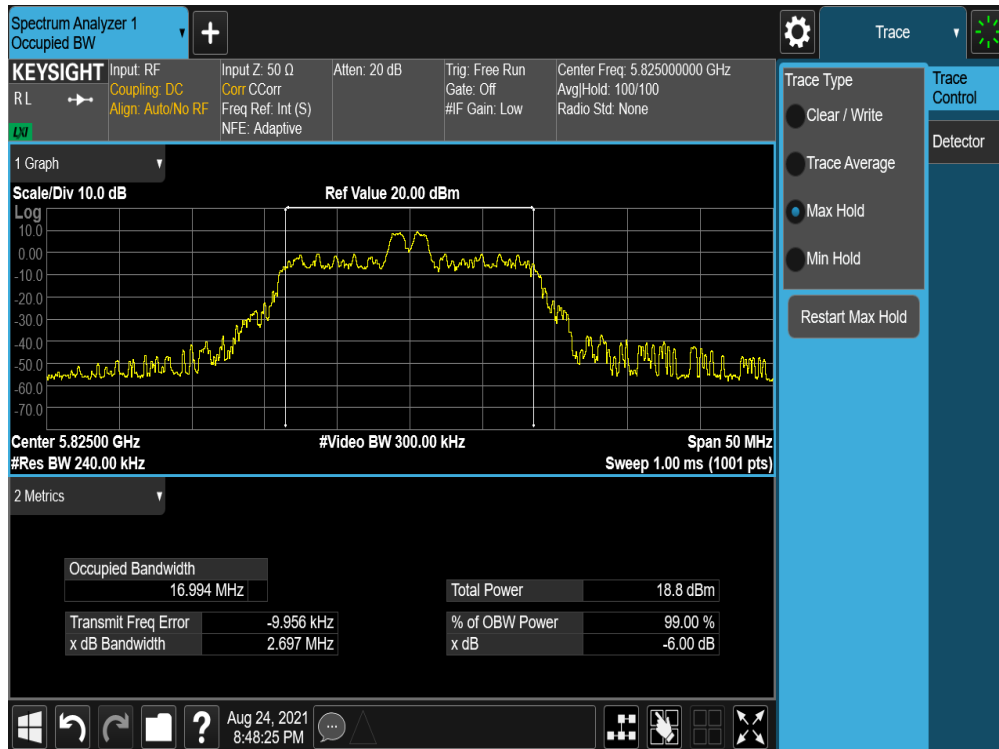 Spectrum Analyzer 1
Occupied BW
+
Trace
KEYSIGHT
RL
LXI
Input: RF
Coupling: DC
Align: Auto/No RF
Input Z: 50 Ω
Corr CCorr
Freq Ref: Int (S)
NFE: Adaptive
Atten: 20 dB
Trig: Free Run
Gate: Off
#IF Gain: Low
Center Freq: 5.825000000 GHz
Avg|Hold: 100/100
Radio Std: None
Trace Type
Clear / Write
Trace Average
Max Hold
Min Hold
Restart Max Hold
Trace
Control
Detector
1 Graph
Scale/Div 10.0 dB
Ref Value 20.00 dBm
Log
10.0
0.00
-10.0
-20.0
-30.0
-40.0
-50.0
-60.0
-70.0
Center 5.82500 GHz
#Video BW 300.00 kHz
Span 50 MHz
#Res BW 240.00 kHz
Sweep 1.00 ms (1001 pts)
2 Metrics
Occupied Bandwidth
16.994 MHz
Total Power 18.8 dBm
Transmit Freq Error -9.956 kHz
% of OBW Power 99.00 %
x dB Bandwidth 2.697 MHz
x dB -6.00 dB
?
Aug 24, 2021
8:48:25 PM